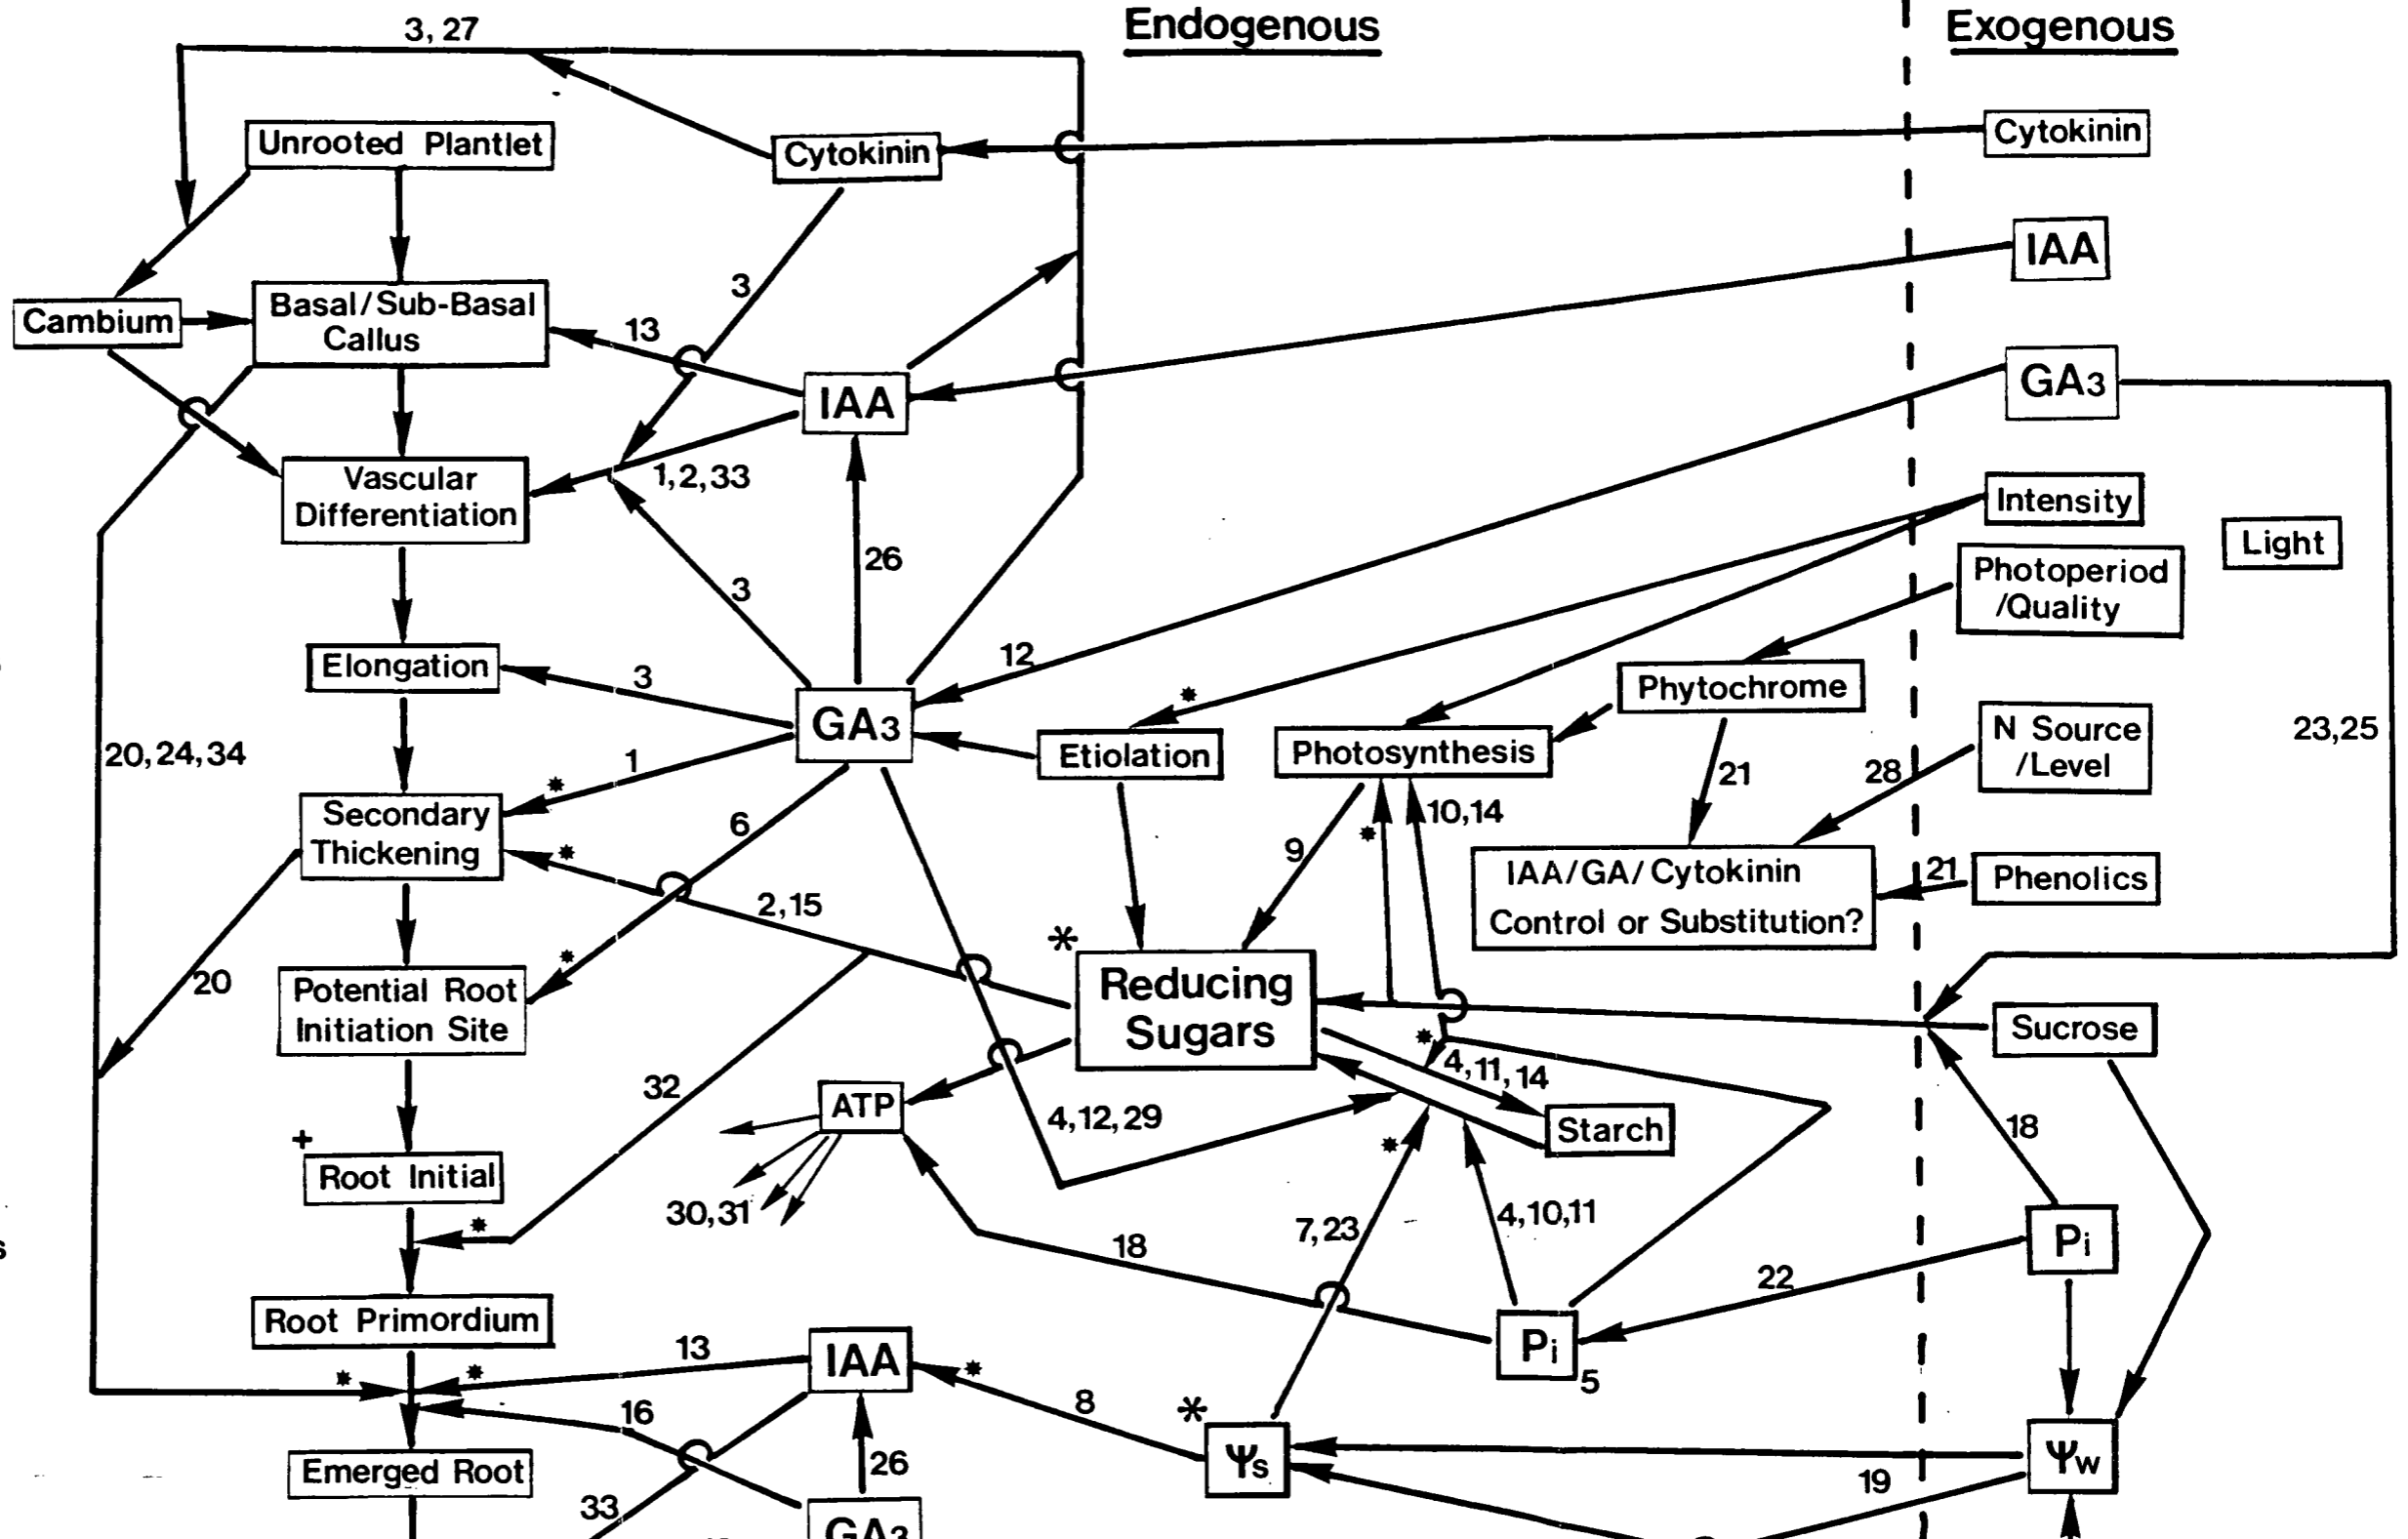 3, 27
Endogenous
Exogenous
Unrooted Plantlet
Cytokinin
Cytokinin
IAA
Cambium
Basal/Sub-Basal
Callus
13
3
IAA
GA3
Vascular
Differentiation
1,2,33
Intensity
Light
26
3
Photoperiod
/Quality
Elongation
3
12
GA3
*
Etiolation
Photosynthesis
Phytochrome
N Source
/Level
23,25
20,24,34
1
*
21
28
Secondary
Thickening
6
*
2,15
9
*
10,14
IAA/GA/Cytokinin
Control or Substitution?
21
Phenolics
20
Potential Root
Initiation Site
*
*
Reducing
Sugars
Sucrose
32
ATP
4,12,29
*
4,11,14
Starch
18
+
Root Initial
30,31
*
7,23
*
4,10,11
18
Pi
22
Root Primordium
13
IAA
*
Pi
5
*
*
8
*
16
Ψs
Ψw
Emerged Root
26
19
33
GA3
s